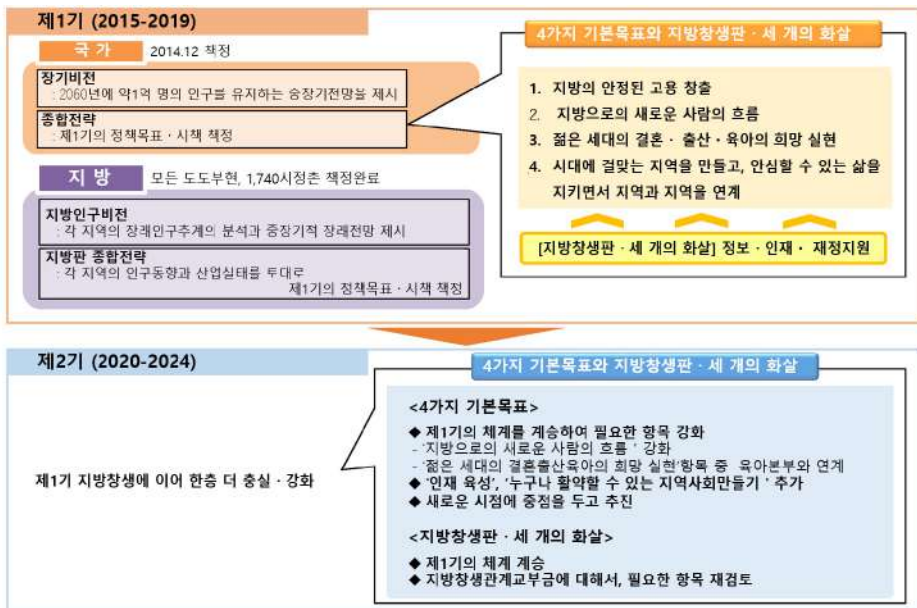 제1기 (2015-2019)
국 가
2014.12 책정
장기비전
: 2060년에 약1억 명의 인구를 유지하는 중장기전망을 제시
종합전략
: 제1기의 정책목표 · 시책 책정
지 방
모든 도도부현, 1,740시정촌 책정완료
지방인구비전
: 각 지역의 장래인구추계의 분석과 중장기적 장래전망 제시
지방판 종합전략
: 각 지역의 인구동향과 산업실태를 토대로
제1기의 정책목표 · 시책 책정
4가지 기본목표와 지방창생판 · 세 개의 화살
1. 지방의 안정된 고용 창출
2. 지방으로의 새로운 사람의 흐름
3. 젊은 세대의 결혼 · 출산 · 육아의 희망 실현
4. 시대에 걸맞는 지역을 만들고, 안심할 수 있는 삶을
지키면서 지역과 지역을 연계
[지방창생판 · 세 개의 화살] 정보 · 인재 · 재정지원
제2기 (2020-2024)
제1기 지방창생에 이어 한층 더 충실 · 강화
4가지 기본목표와 지방창생판 · 세 개의 화살
<4가지 기본목표>
◆ 제1기의 체계를 계승하여 필요한 항목 강화
- '지방으로의 새로운 사람의 흐름 ' 강화
- '젊은 세대의 결혼출산육아의 희망 실현'항목 중 육아본부와 연계
◆ '인재 육성', '누구나 활약할 수 있는 지역사회만들기 ' 추가
◆ 새로운 시점에 중점을 두고 추진
<지방창생판 · 세 개의 화살>
◆ 제1기의 체계 계승
◆ 지방창생관계교부금에 대해서, 필요한 항목 재검토